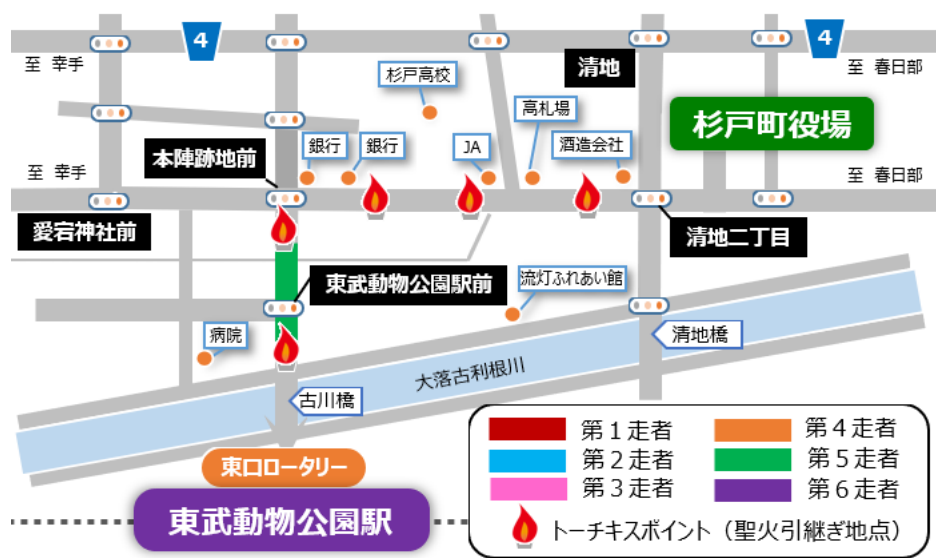 4
4
至 幸手
清地
至 春日部
杉戸高校
高札場
杉戸町役場
銀行
銀行
JA
酒造会社
本陣跡地前
至 幸手
至 春日部
愛宕神社前
清地二丁目
東武動物公園駅前
流灯ふれあい館
病院
清地橋
大落古利根川
古川橋
東口ロータリー
東武動物公園駅
第1走者
第2走者
第3走者
第4走者
第5走者
第6走者
トーチキスポイント（聖火引継ぎ地点）